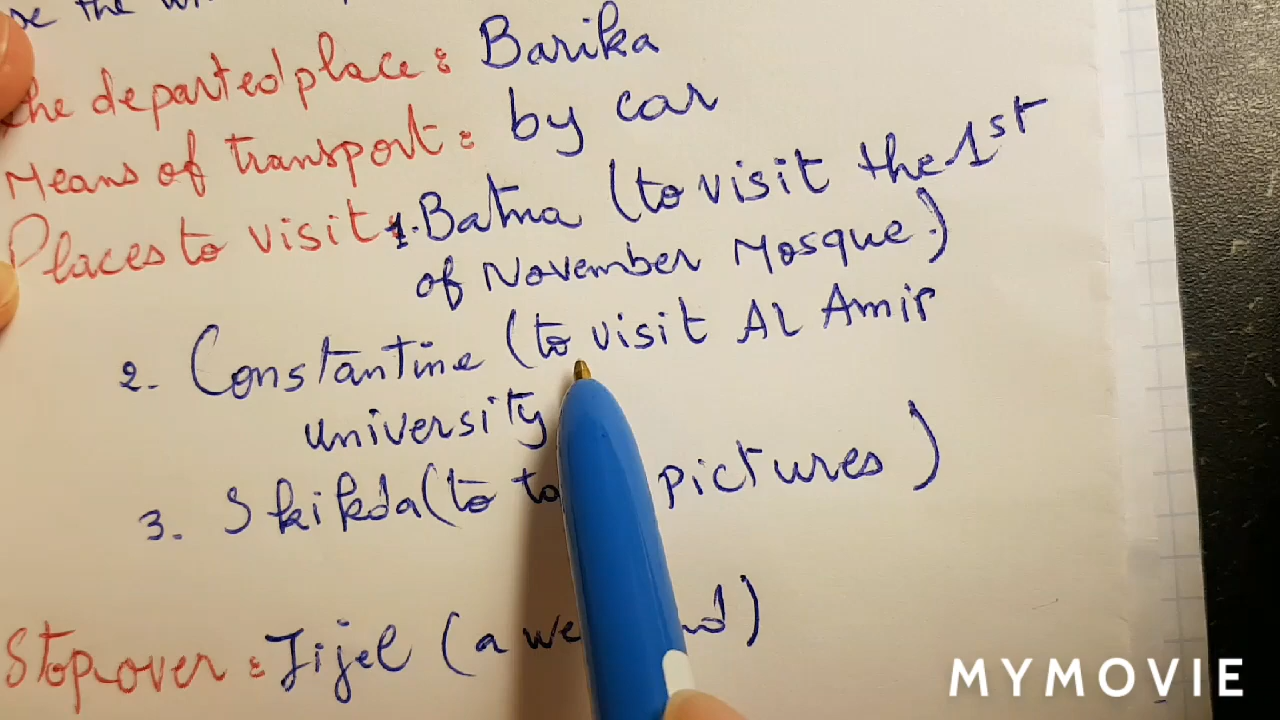 the
the departed place: Barika
Means of transport: by car
Places to visit: 1. Batna (to visit the 1st
of November Mosque.)
2. Constantine (to visit Al Amir
university
3. Skikda (to pictures)
Stopover: Jijel (a
MYMOVIE